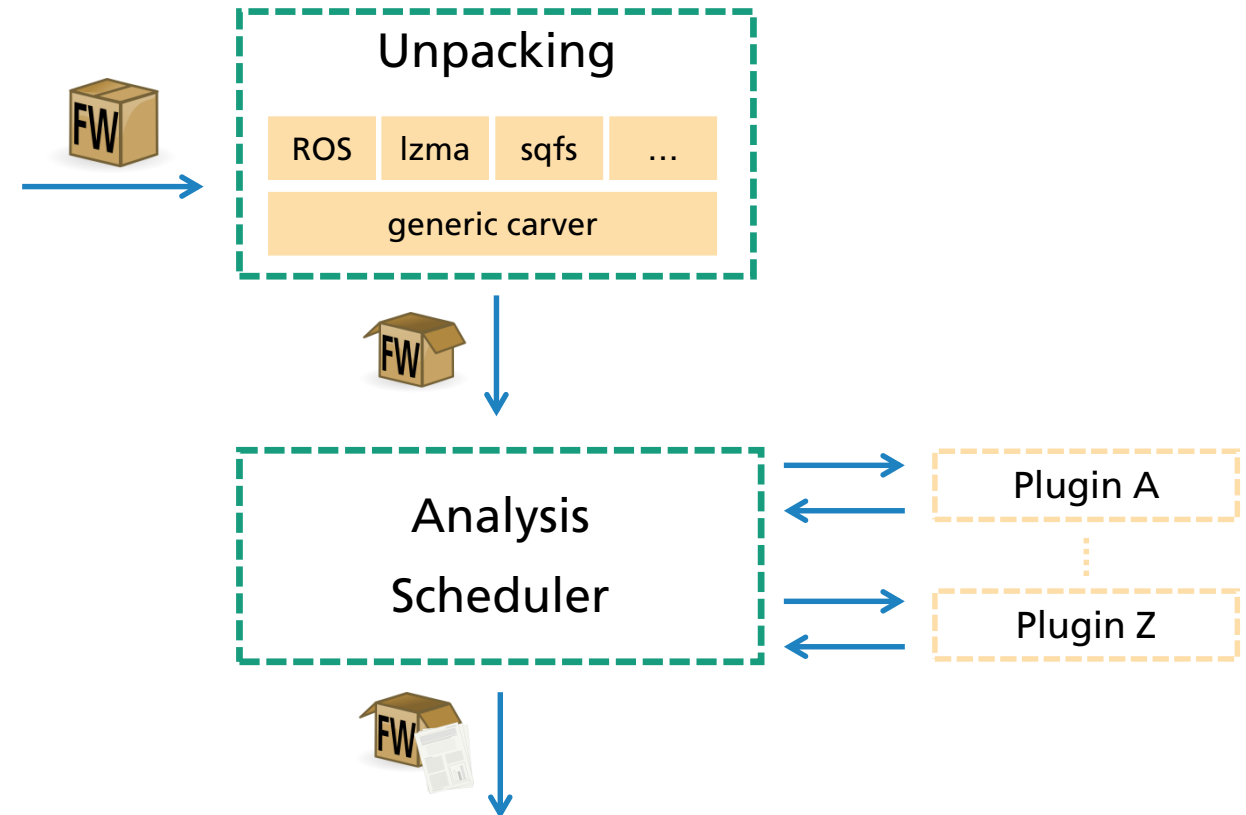 Unpacking
FW
ROS
lzma
sqfs
...
generic carver
FW
Analysis
Scheduler
Plugin A
Plugin Z
FW